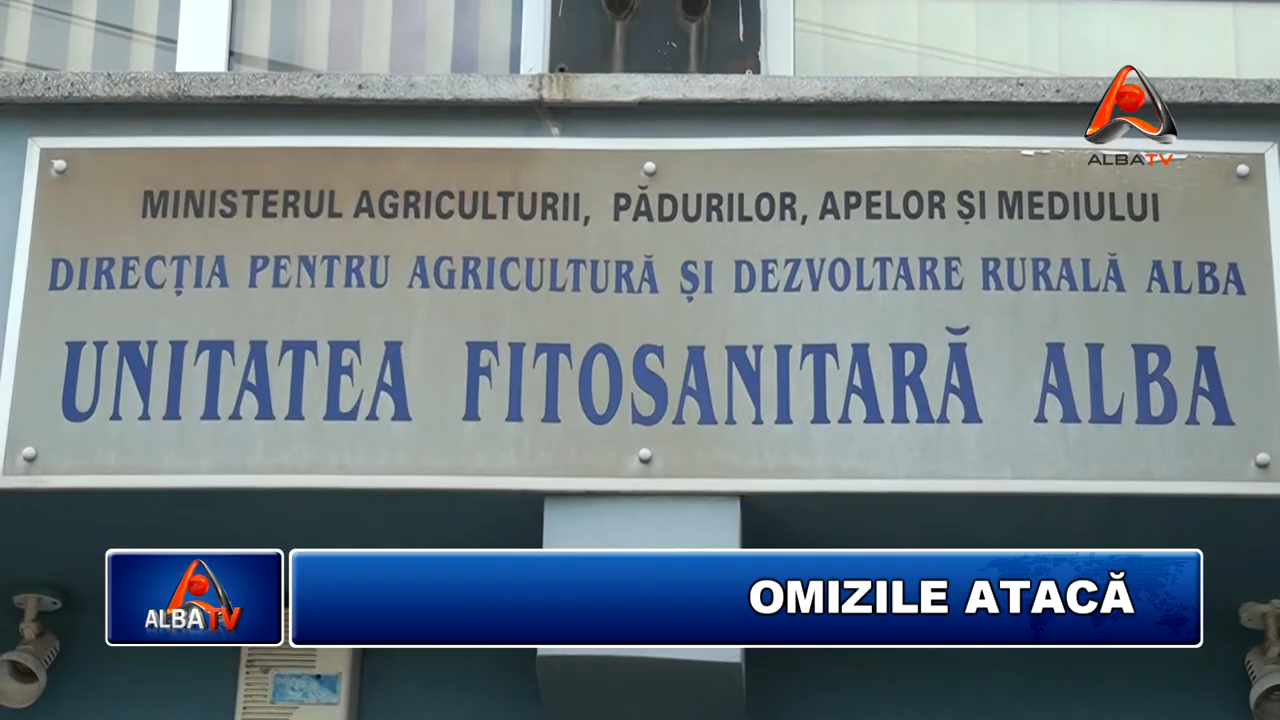 ALBATV
MINISTERUL AGRICULTURII, PĂDURILOR, APELOR ȘI MEDIULUI
DIRECȚIA PENTRU AGRICULTURĂ ȘI DEZVOLTARE RURALĂ ALBA
UNITATEA FITOSANITARĂ ALBA
ALBATV
OMIZILE ATACĂ